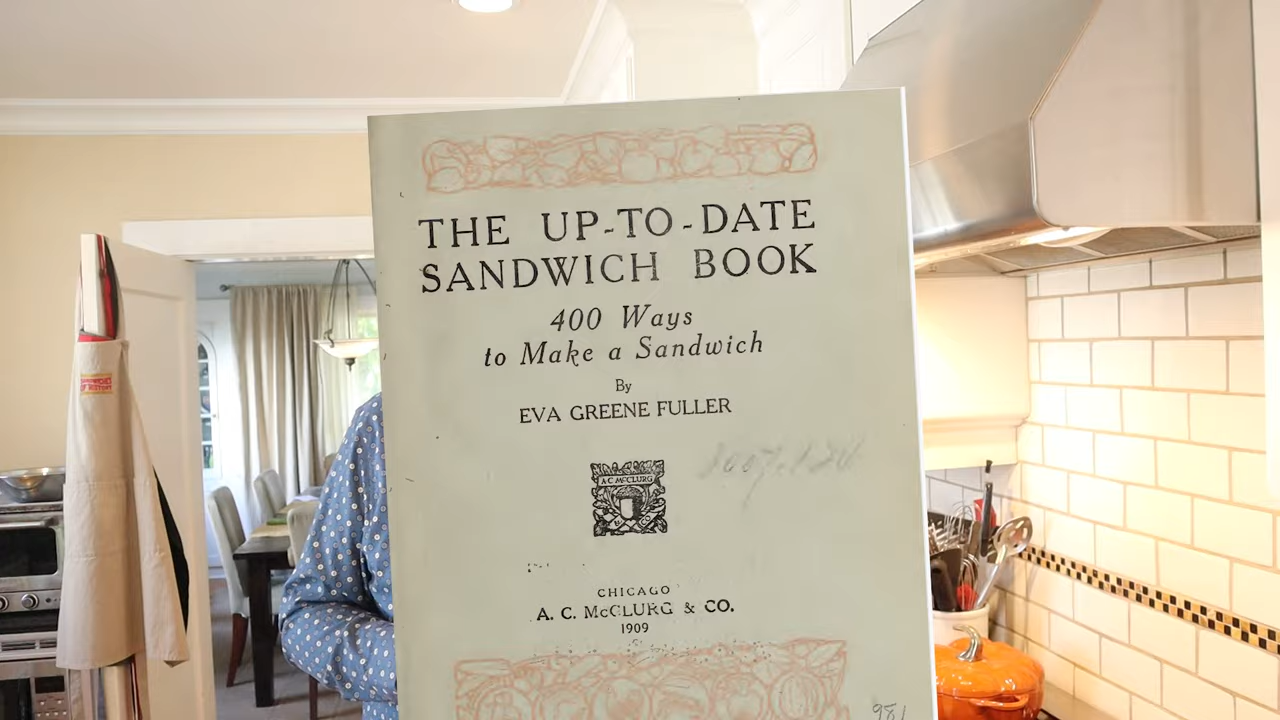 THE UP-TO-DATE
SANDWICH BOOK
400 Ways
to Make a Sandwich
By
EVA GREENE FULLER
A.C. McCLURG
CHICAGO
A. C. McCLURG & CO.
1909
981